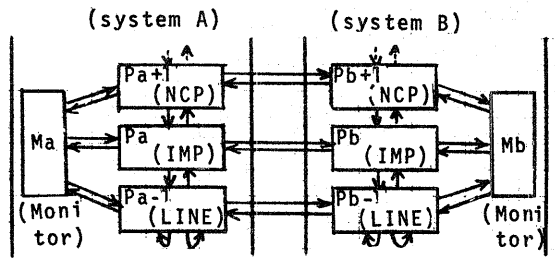 (system A) (system B)
Pa+1 Pb+1
(NCP) (NCP)
Ma Pa Pb Mb
(IMP) (IMP)
Pa-1 Pb-1
(Moni (LINE) (LINE) (Moni
tor) tor)